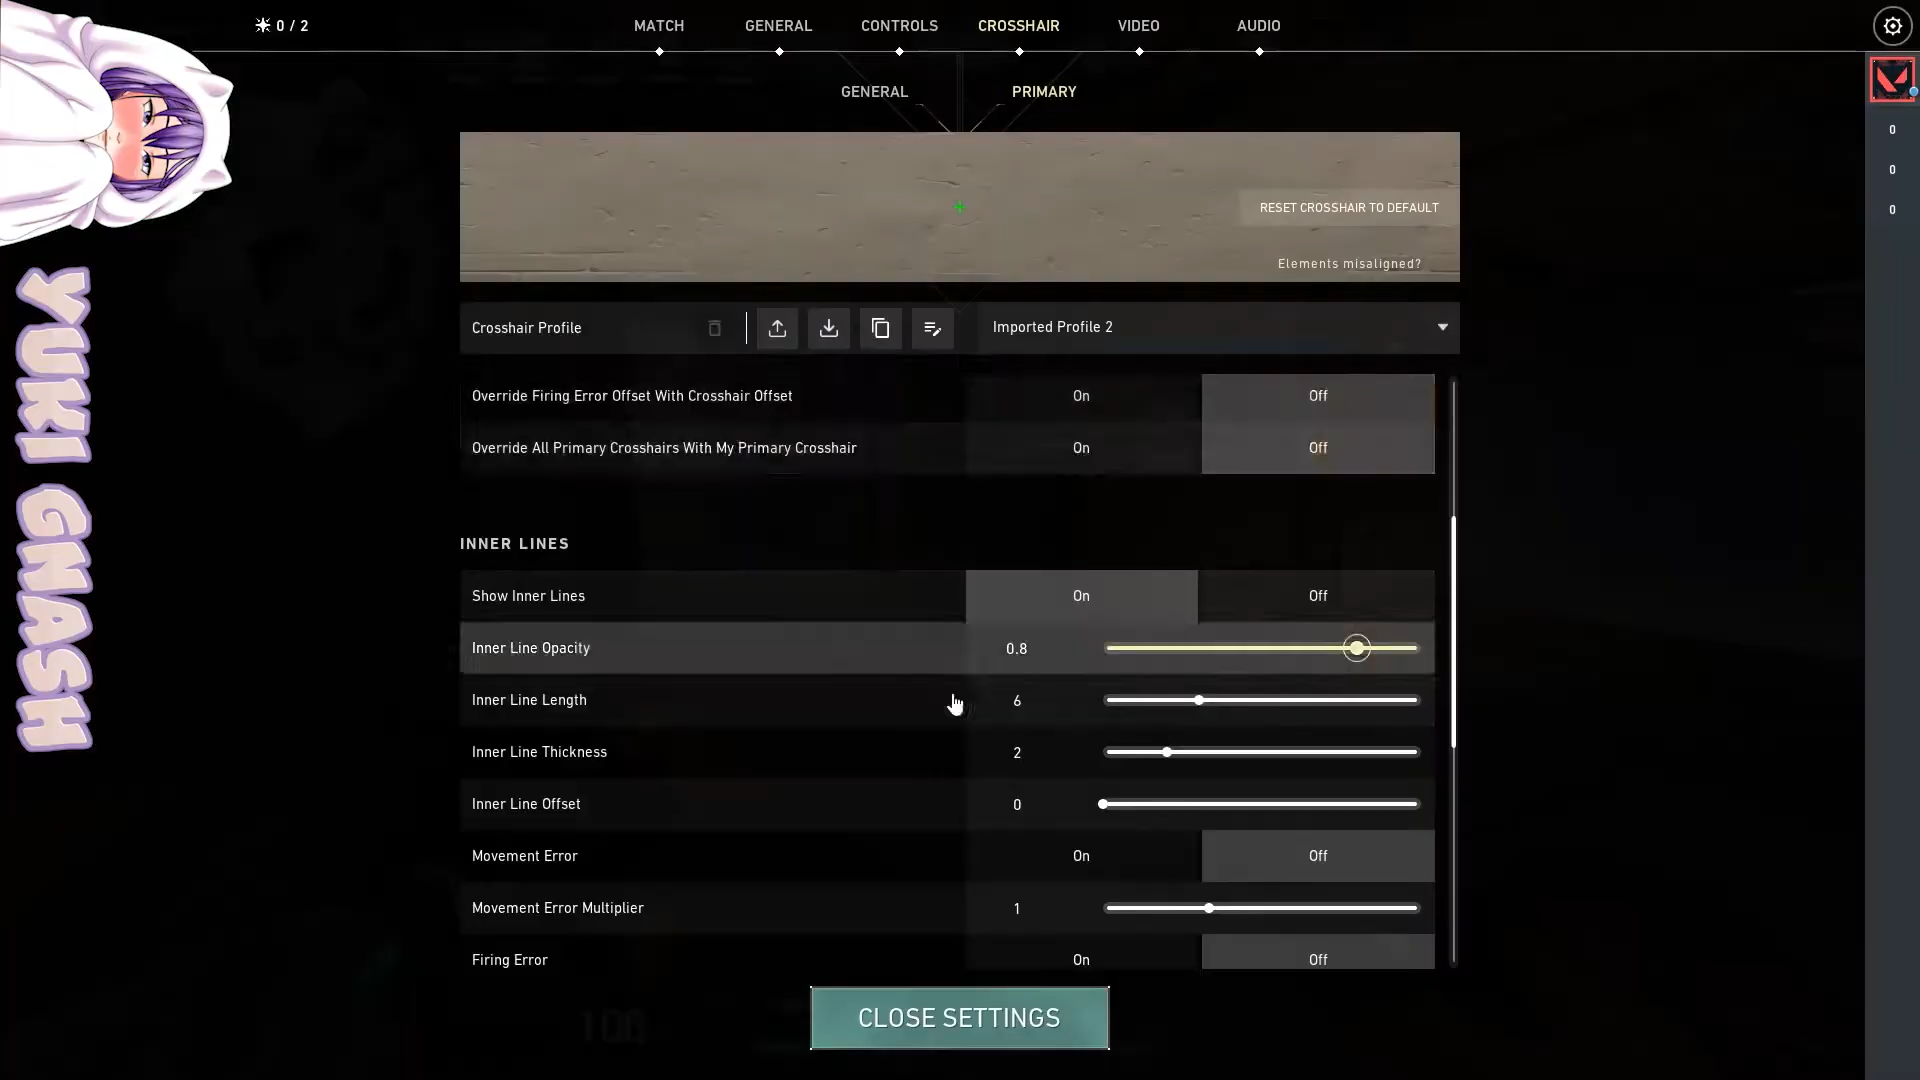 0 / 2
MATCH GENERAL CONTROLS CROSSHAIR VIDEO AUDIO
GENERAL PRIMARY
RESET CROSSHAIR TO DEFAULT
Elements misaligned?
Crosshair Profile Imported Profile 2
Override Firing Error Offset With Crosshair Offset On Off
Override All Primary Crosshairs With My Primary Crosshair On Off
INNER LINES
Show Inner Lines On Off
Inner Line Opacity 0.8
Inner Line Length 6
Inner Line Thickness 2
Inner Line Offset 0
Movement Error On Off
Movement Error Multiplier 1
Firing Error On Off
106
CLOSE SETTINGS
YUKI GNASH
0
0
0